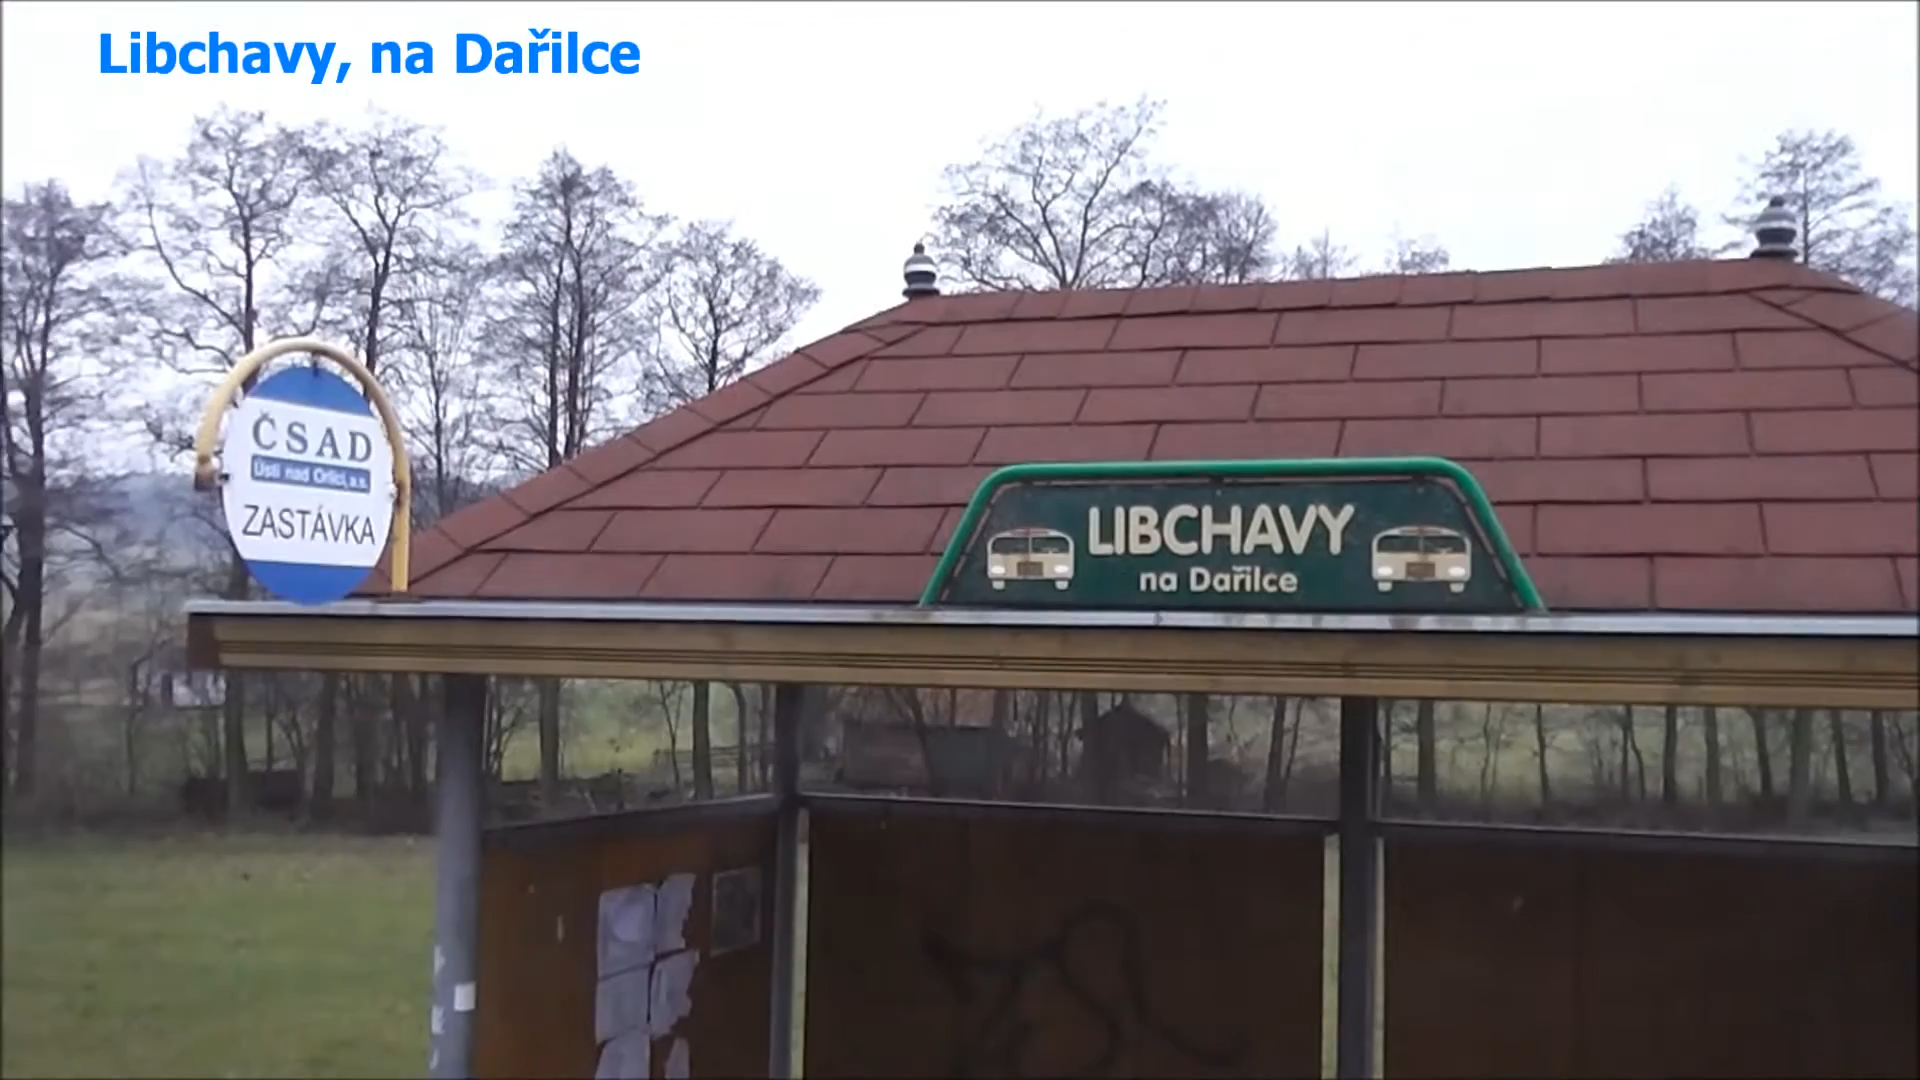 Libchavy, na Dařilce
ČSAD
Ústí nad Orlicí, a.s.
ZASTÁVKA
LIBCHAVY
na Dařilce